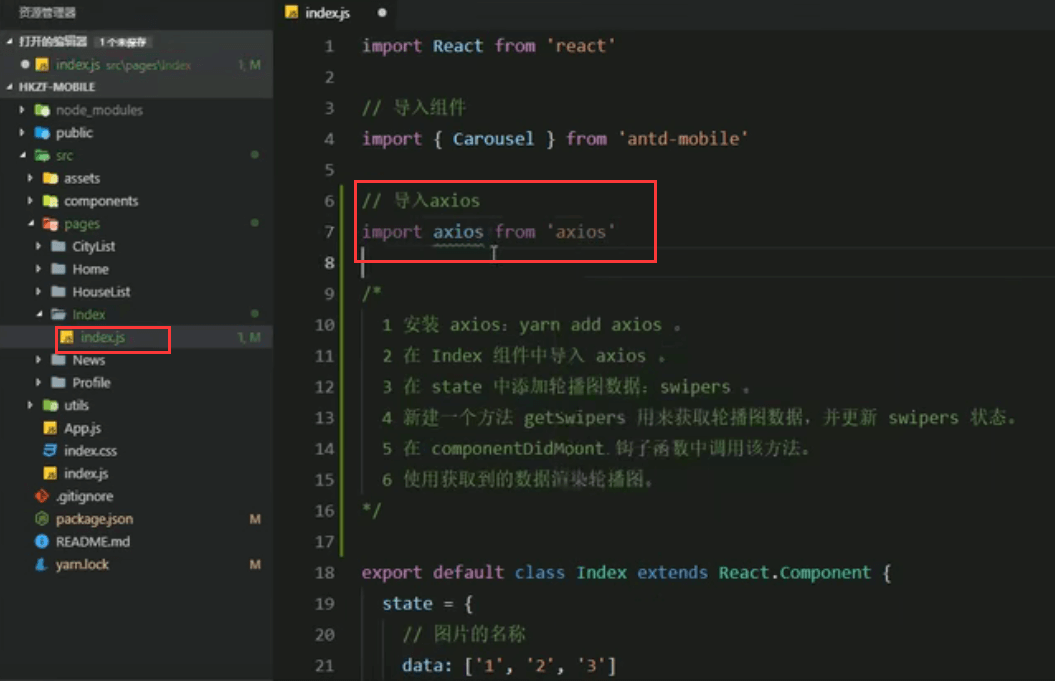 资源管理器
打开的编辑器 1 个未保存
index.js src\pages\Index 1, M
HKZF-MOBILE
node_modules
public
src
assets
components
pages
CityList
Home
HouseList
Index
index.js 1, M
News
Profile
utils
App.js
index.css
index.js
.gitignore
package.json M
README.md
yarn.lock M
index.js
1 import React from 'react'
2
3 // 导入组件
4 import { Carousel } from 'antd-mobile'
5
6 // 导入axios
7 import axios from 'axios'
8
9 /*
10 1 安装 axios：yarn add axios 。
11 2 在 Index 组件中导入 axios 。
12 3 在 state 中添加轮播图数据：swipers 。
13 4 新建一个方法 getSwipers 用来获取轮播图数据，并更新 swipers 状态。
14 5 在 componentDidMount 钩子函数中调用该方法。
15 6 使用获取到的数据渲染轮播图。
16 */
17
18 export default class Index extends React.Component {
19 state = {
20 // 图片的名称
21 data: ['1', '2', '3']